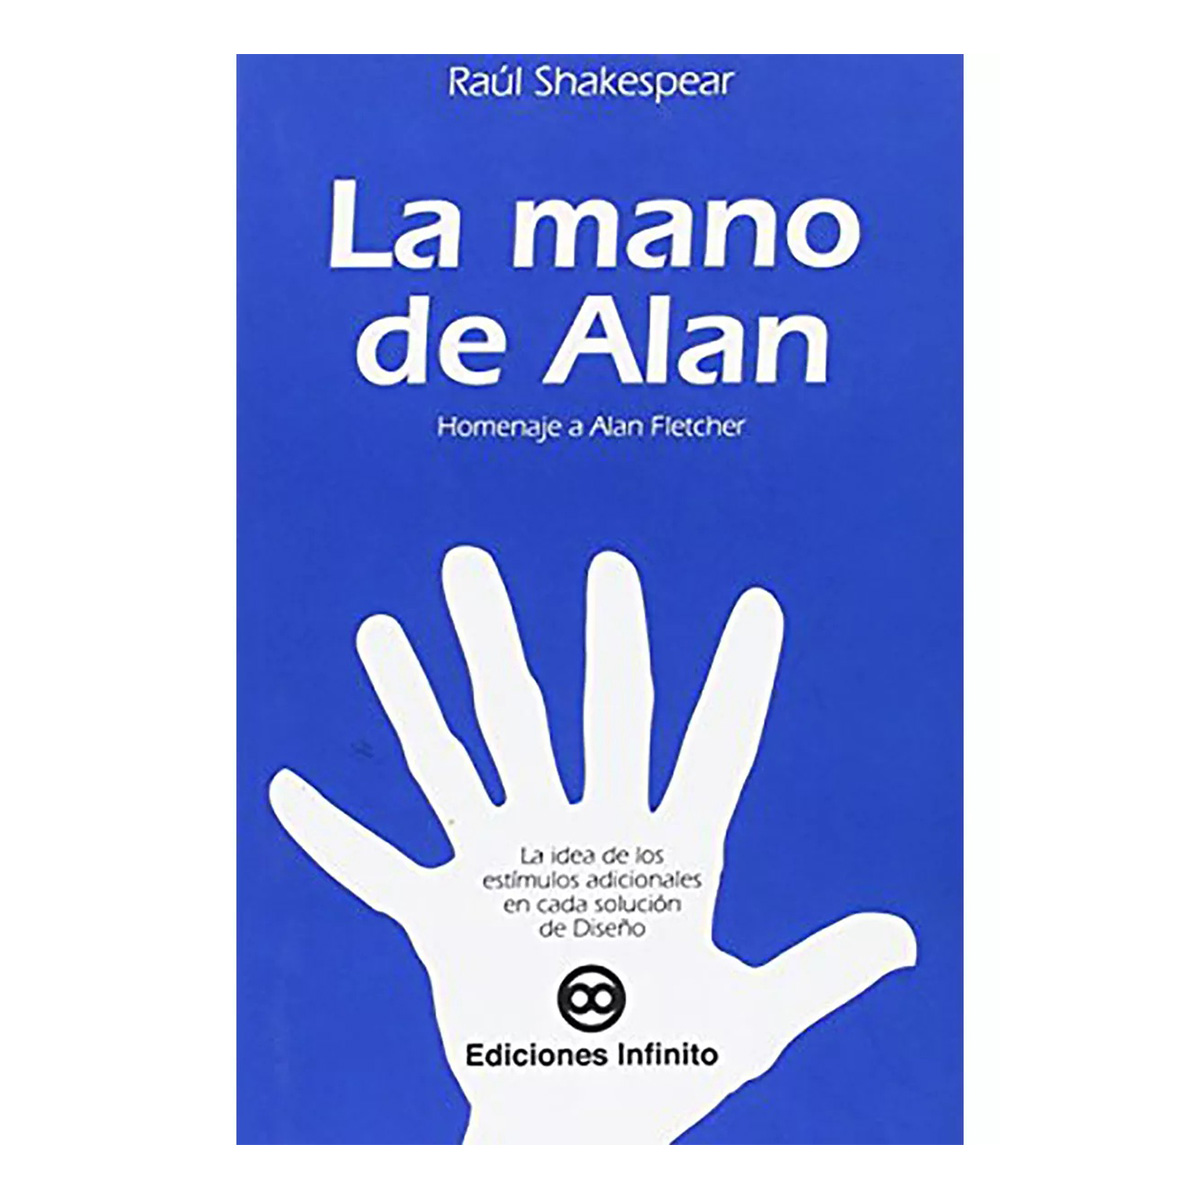 Raúl Shakespear
La mano
de Alan
Homenaje a Alan Fletcher
La idea de los
estímulos adicionales
en cada solución
de Diseño
Ediciones Infinito